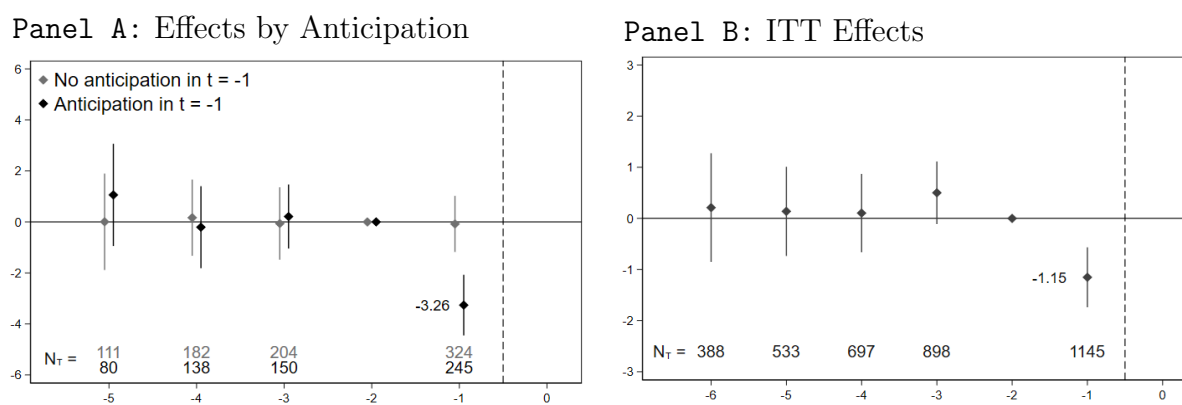 Panel A: Effects by Anticipation
6
4
2
0
-2
-4
-6
No anticipation in t = -1
Anticipation in t = -1
-3.26
Nᴛ = 111 182 204 324
80 138 150 245
-5 -4 -3 -2 -1 0
Panel B: ITT Effects
3
2
1
0
-1
-2
-3
-1.15
Nᴛ = 388 533 697 898 1145
-6 -5 -4 -3 -2 -1 0